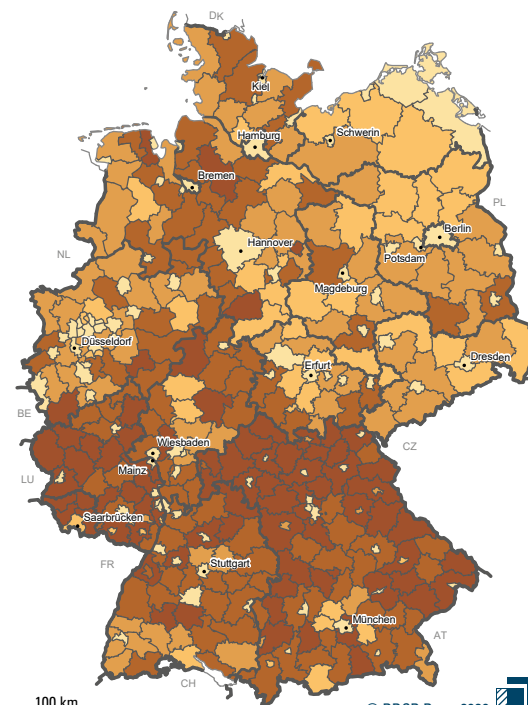 DK
Kiel
Hamburg
Schwerin
Bremen
PL
Berlin
Hannover
Potsdam
NL
Magdeburg
Düsseldorf
Erfurt
Dresden
BE
Wiesbaden
CZ
Mainz
LU
Saarbrücken
FR
Stuttgart
München
AT
CH
100 km